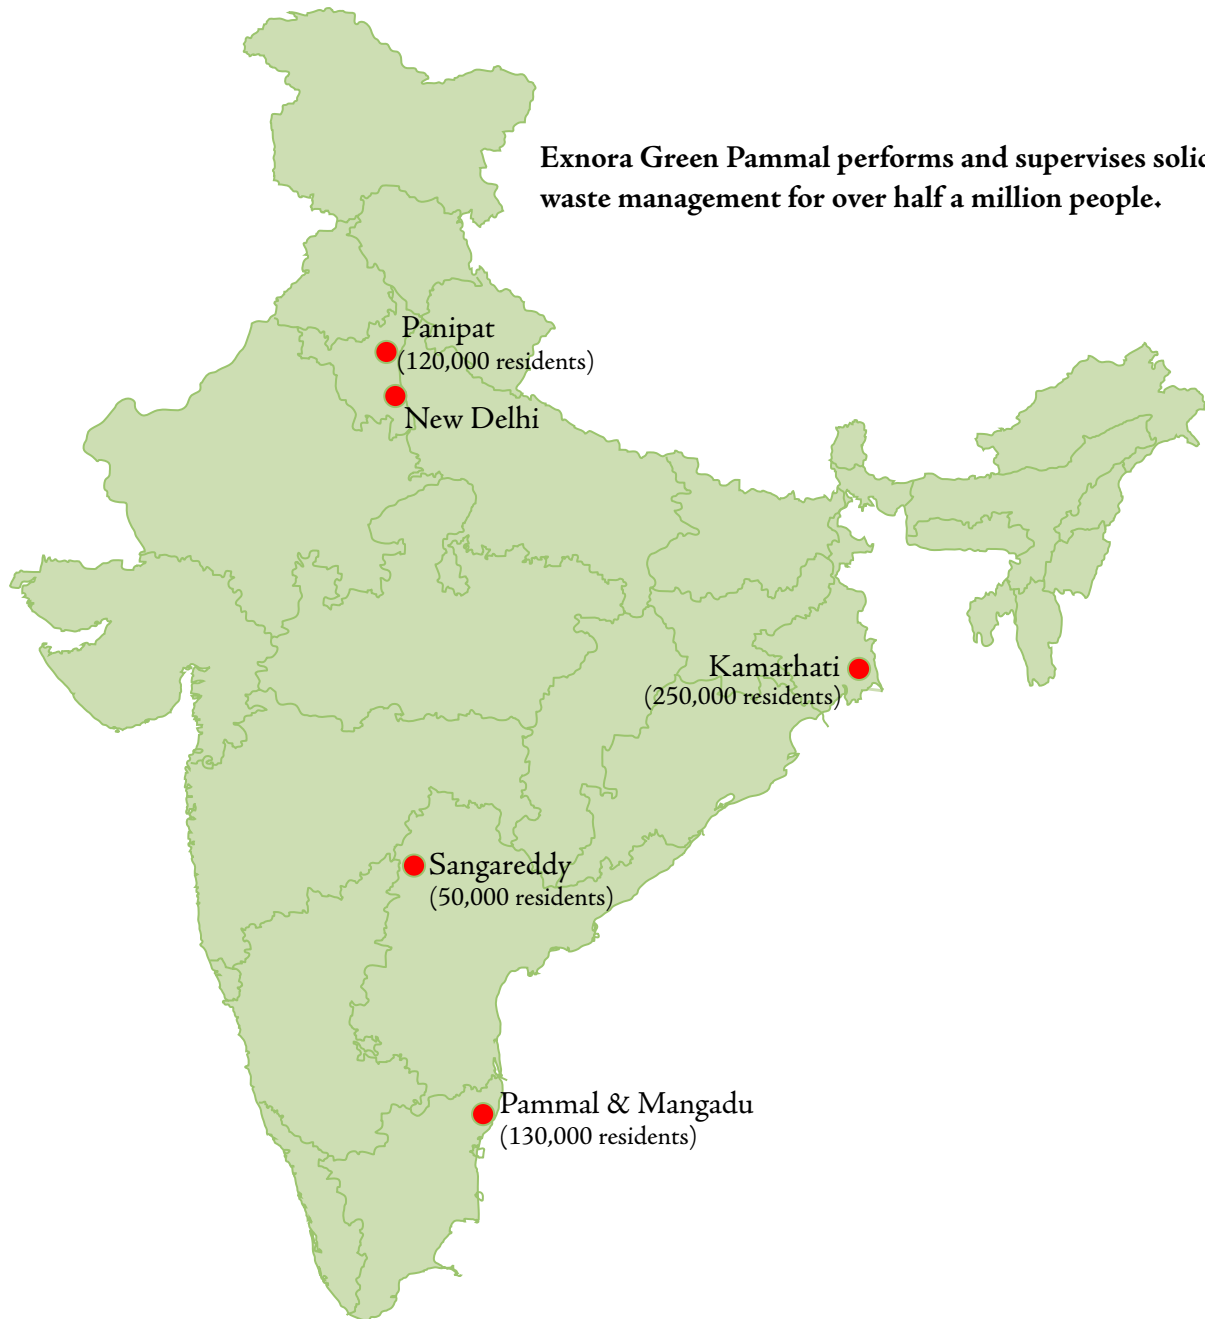 Exnora Green Pammal performs and supervises solid
waste management for over half a million people.
Panipat
(120,000 residents)
New Delhi
Kamarhati
(250,000 residents)
Sangareddy
(50,000 residents)
Pammal & Mangadu
(130,000 residents)